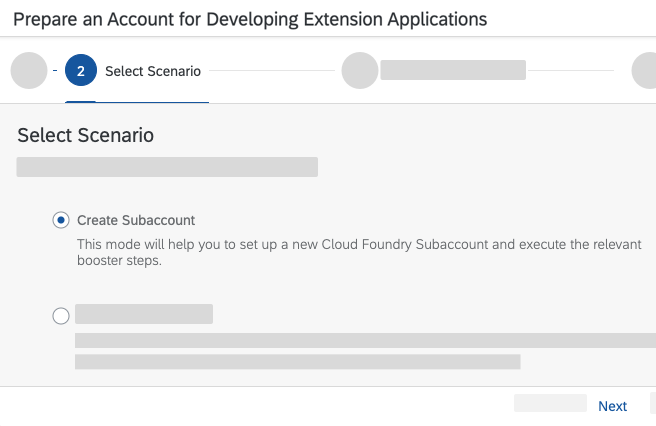 Prepare an Account for Developing Extension Applications
2 Select Scenario
Select Scenario
Create Subaccount
This mode will help you to set up a new Cloud Foundry Subaccount and execute the relevant
booster steps.
Next